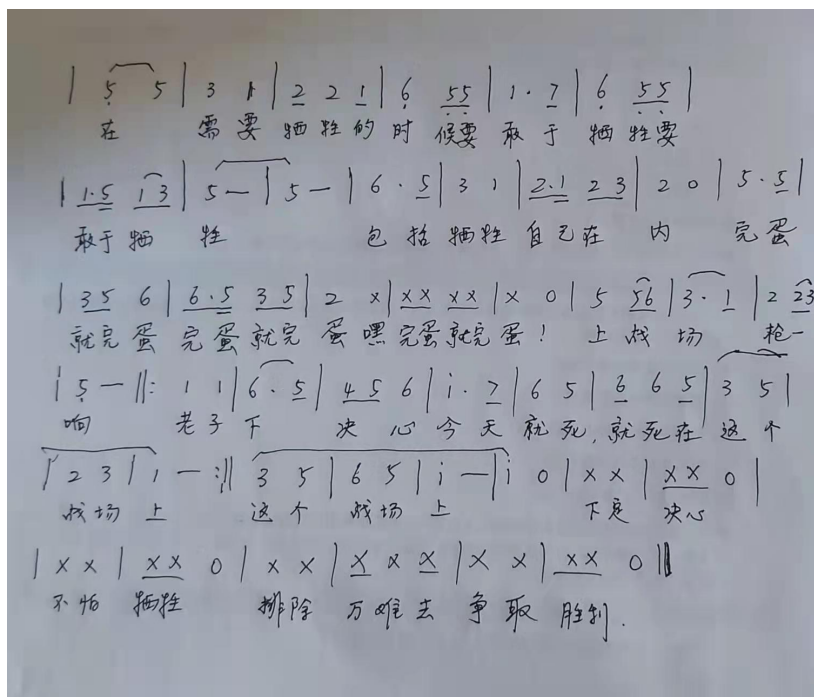 | 5 5 | 3 1 | 2 2 1 | 6 55 | 1 · 7 | 6 55 |
在 需要 牺牲的时 候要 敢于 牺牲要
| 1·5 13 | 5 — | 5 — | 6 · 5 | 3 1 | 2·1 23 | 2 0 | 5 · 5 |
敢于牺 牲 包括牺牲 自己在 内 完蛋
| 35 6 | 6·5 35 | 2 x | xx xx | x 0 | 5 56 | 3 · 1 | 2 23
就完蛋 完蛋就完 蛋嘿完蛋就完蛋! 上战场 枪一
| 5 — ‖: 1 1 | 6 · 5 | 45 6 | i · 7 | 6 5 | 6 6 5 | 3 5 |
响 老子下 决心今天就死,就死在这个
| 2 3 | 1 — :‖ 3 5 | 6 5 | i — | i 0 | x x | xx 0 |
战场上 这个 战场上 下定 决心
| x x | xx 0 | x x | x x x | x x | xx 0 ‖
不怕 牺牲 排除 万难去 争取 胜利.